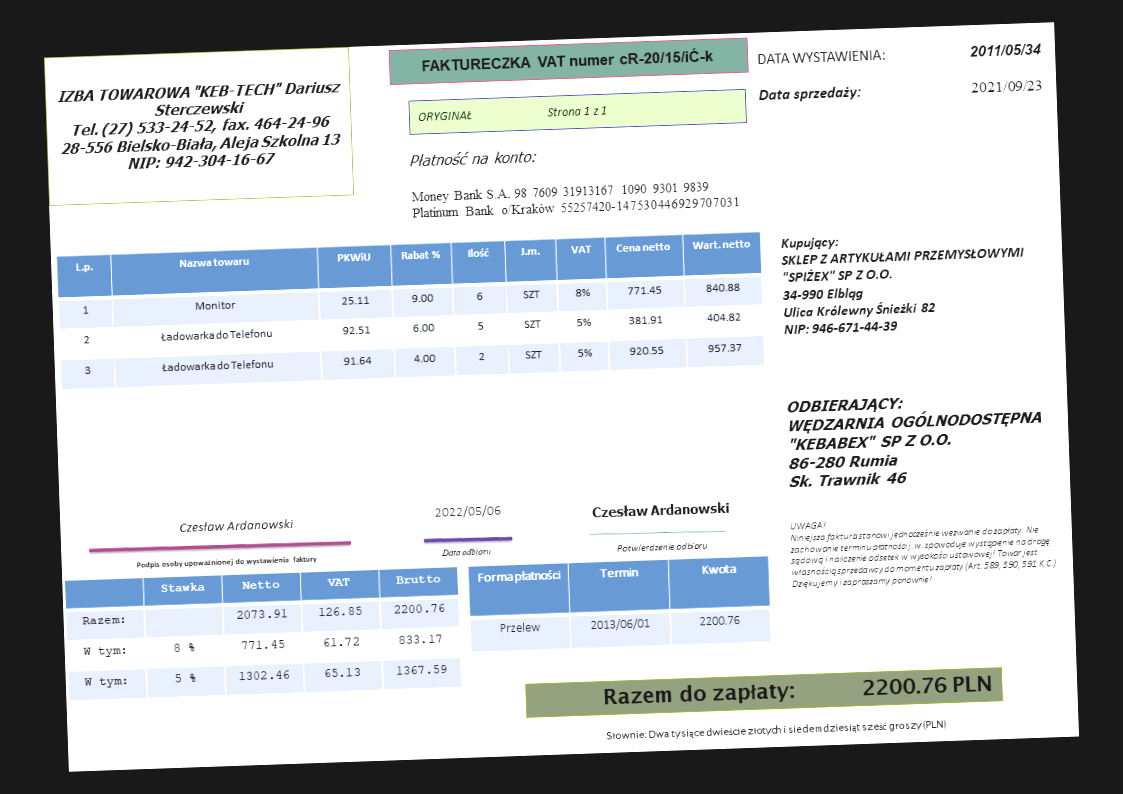 IZBA TOWAROWA "KEB-TECH" Dariusz
Sterczewski
Tel. (27) 533-24-52, fax. 464-24-96
28-556 Bielsko-Biała, Aleja Szkolna 13
NIP: 942-304-16-67
FAKTURECZKA VAT numer cR-20/15/iĆ-k
ORYGINAŁ Strona 1 z 1
Płatność na konto:
Money Bank S.A. 98 7609 31913167 1090 9301 9839
Platinum Bank o/Kraków 55257420-147530446929707031
DATA WYSTAWIENIA: 2011/05/34
Data sprzedaży: 2021/09/23
L.p. Nazwa towaru PKWiU Rabat % Ilość J.m. VAT Cena netto Wart. netto
1 Monitor 25.11 9.00 6 SZT 8% 771.45 840.88
2 Ładowarka do Telefonu 92.51 6.00 5 SZT 5% 381.91 404.82
3 Ładowarka do Telefonu 91.64 4.00 2 SZT 5% 920.55 957.37
Kupujący:
SKLEP Z ARTYKUŁAMI PRZEMYSŁOWYMI
"SPIŻEX" SP Z O.O.
34-990 Elbląg
Ulica Królewny Śnieżki 82
NIP: 946-671-44-39
ODBIERAJĄCY:
WĘDZARNIA OGÓLNODOSTĘPNA
"KEBABEX" SP Z O.O.
86-280 Rumia
Sk. Trawnik 46
Czesław Ardanowski
Podpis osoby upoważnionej do wystawienia faktury
2022/05/06
Data odbioru
Czesław Ardanowski
Potwierdzenie odbioru
UWAGA!
Niniejsza faktura stanowi jednocześnie wezwanie do zapłaty. Nie
zachowanie terminu płatności j.w. spowoduje wystąpienie na drogę
sądową i naliczenie odsetek w wysokości ustawowej! Towar jest
własnością sprzedawcy do momentu zapłaty (Art. 589, 590, 591 K.C.)
Dziękujemy i zapraszamy ponownie!
Stawka Netto VAT Brutto
Razem: 2073.91 126.85 2200.76
W tym: 8 % 771.45 61.72 833.17
W tym: 5 % 1302.46 65.13 1367.59
Forma płatności Termin Kwota
Przelew 2013/06/01 2200.76
Razem do zapłaty: 2200.76 PLN
Słownie: Dwa tysiące dwieście złotych i siedemdziesiąt sześć groszy (PLN)